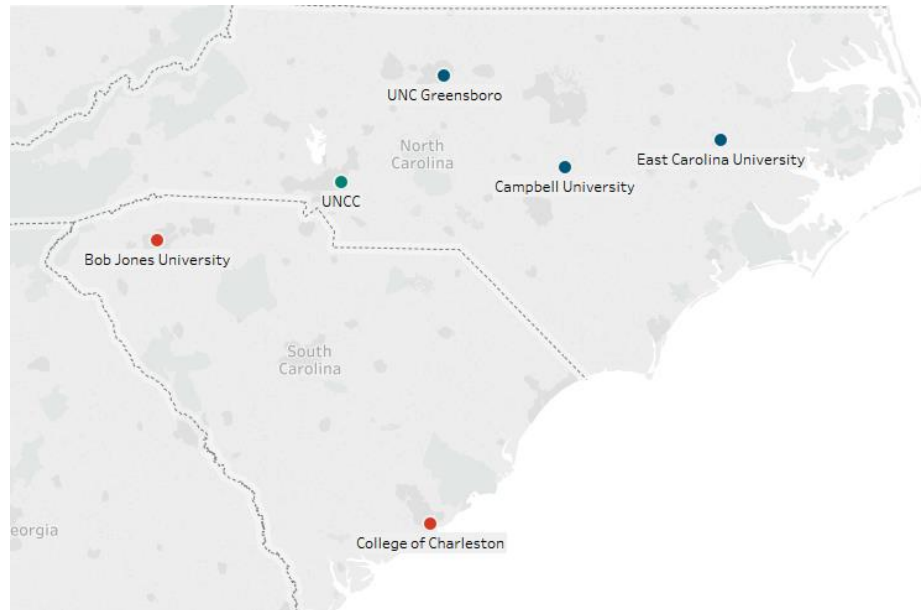 UNC Greensboro
North
Carolina
East Carolina University
Campbell University
UNCC
Bob Jones University
South
Carolina
eorgia
College of Charleston